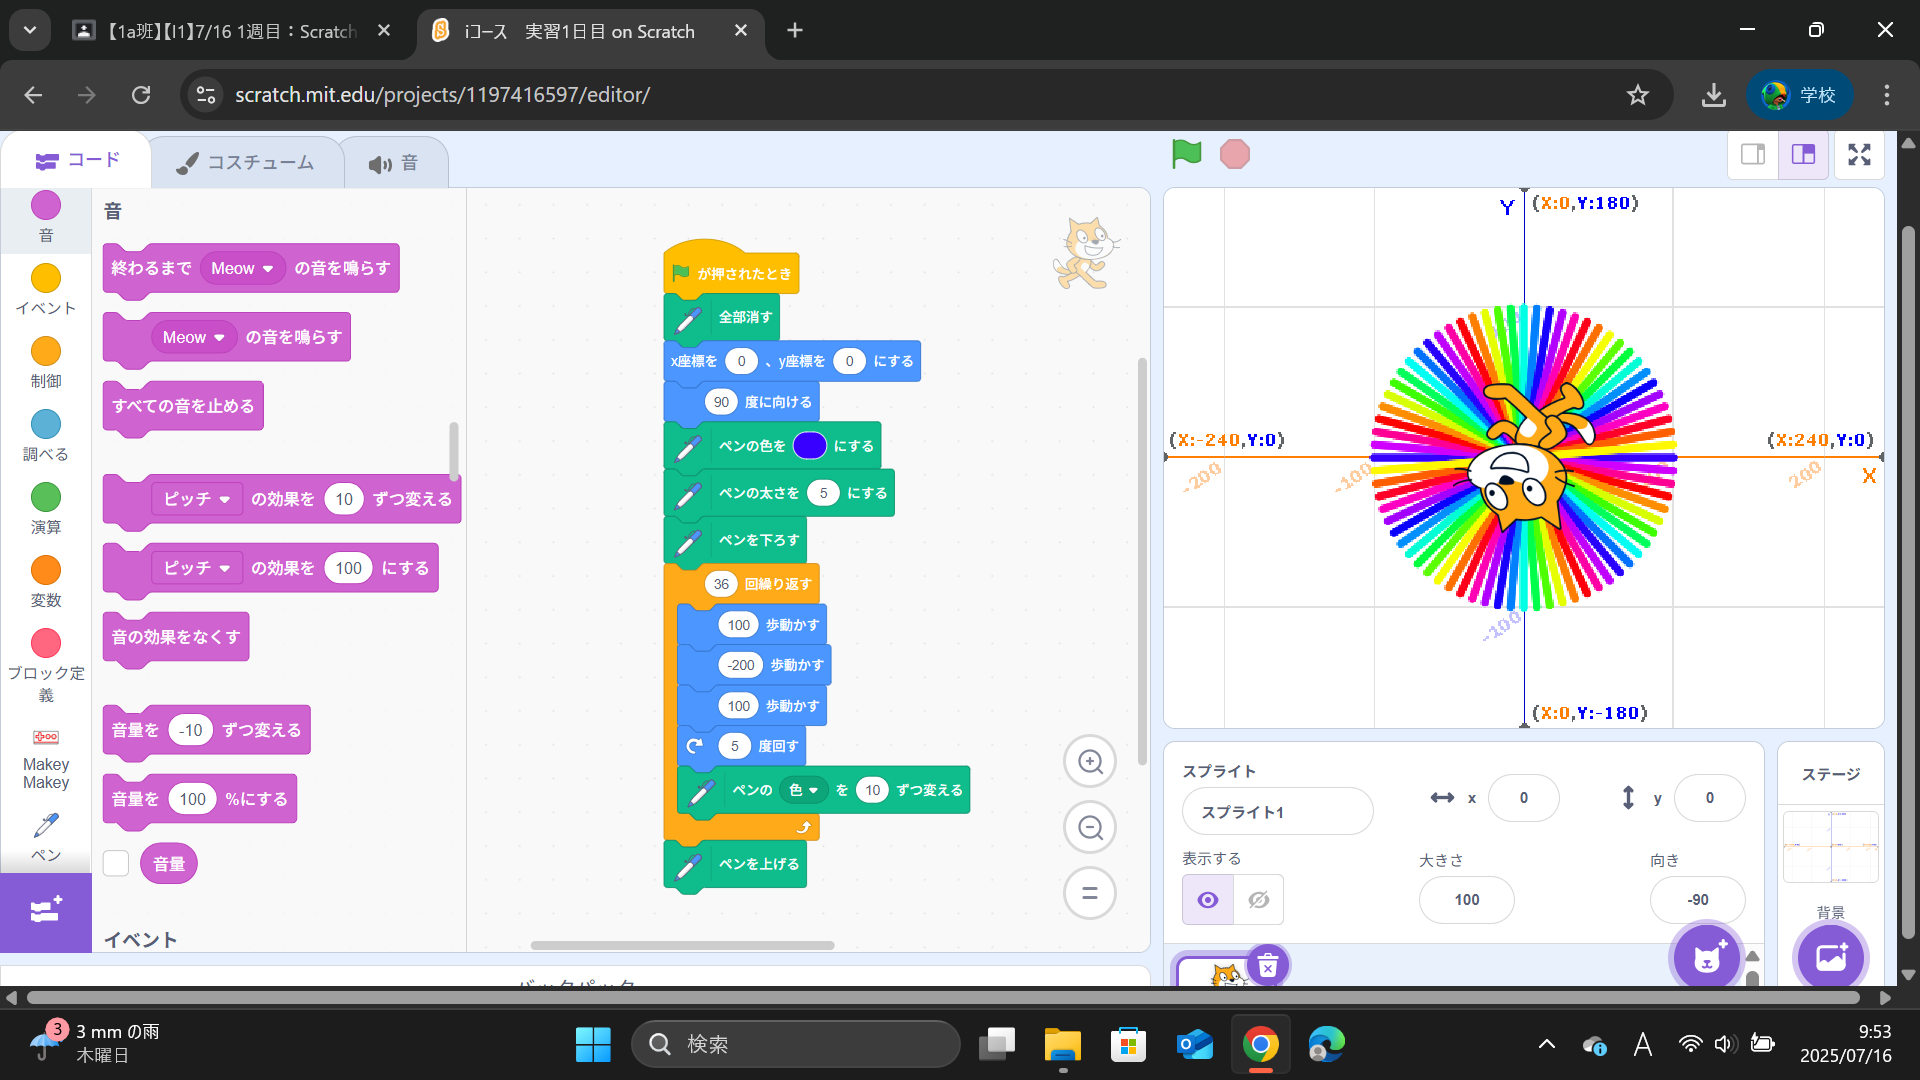 【1a班】【I1】7/16 1週目：Scratch
iコース　実習1日目 on Scratch
scratch.mit.edu/projects/1197416597/editor/
学校
コード
コスチューム
音
音
イベント
制御
調べる
演算
変数
ブロック定義
Makey Makey
ペン
音
終わるまで Meow の音を鳴らす
Meow の音を鳴らす
すべての音を止める
ピッチ の効果を 10 ずつ変える
ピッチ の効果を 100 にする
音の効果をなくす
音量を -10 ずつ変える
音量を 100 %にする
音量
イベント
が押されたとき
全部消す
x座標を 0 、y座標を 0 にする
90 度に向ける
ペンの色を にする
ペンの太さを 5 にする
ペンを下ろす
36 回繰り返す
100 歩動かす
-200 歩動かす
100 歩動かす
5 度回す
ペンの 色 を 10 ずつ変える
ペンを上げる
バックパック
Y
(X:0,Y:180)
(X:-240,Y:0)
(X:240,Y:0)
-200
-100
200
X
-100
(X:0,Y:-180)
スプライト
スプライト1
x 0
y 0
表示する
大きさ
100
向き
-90
ステージ
背景
3
3 mm の雨
木曜日
検索
A
9:53
2025/07/16